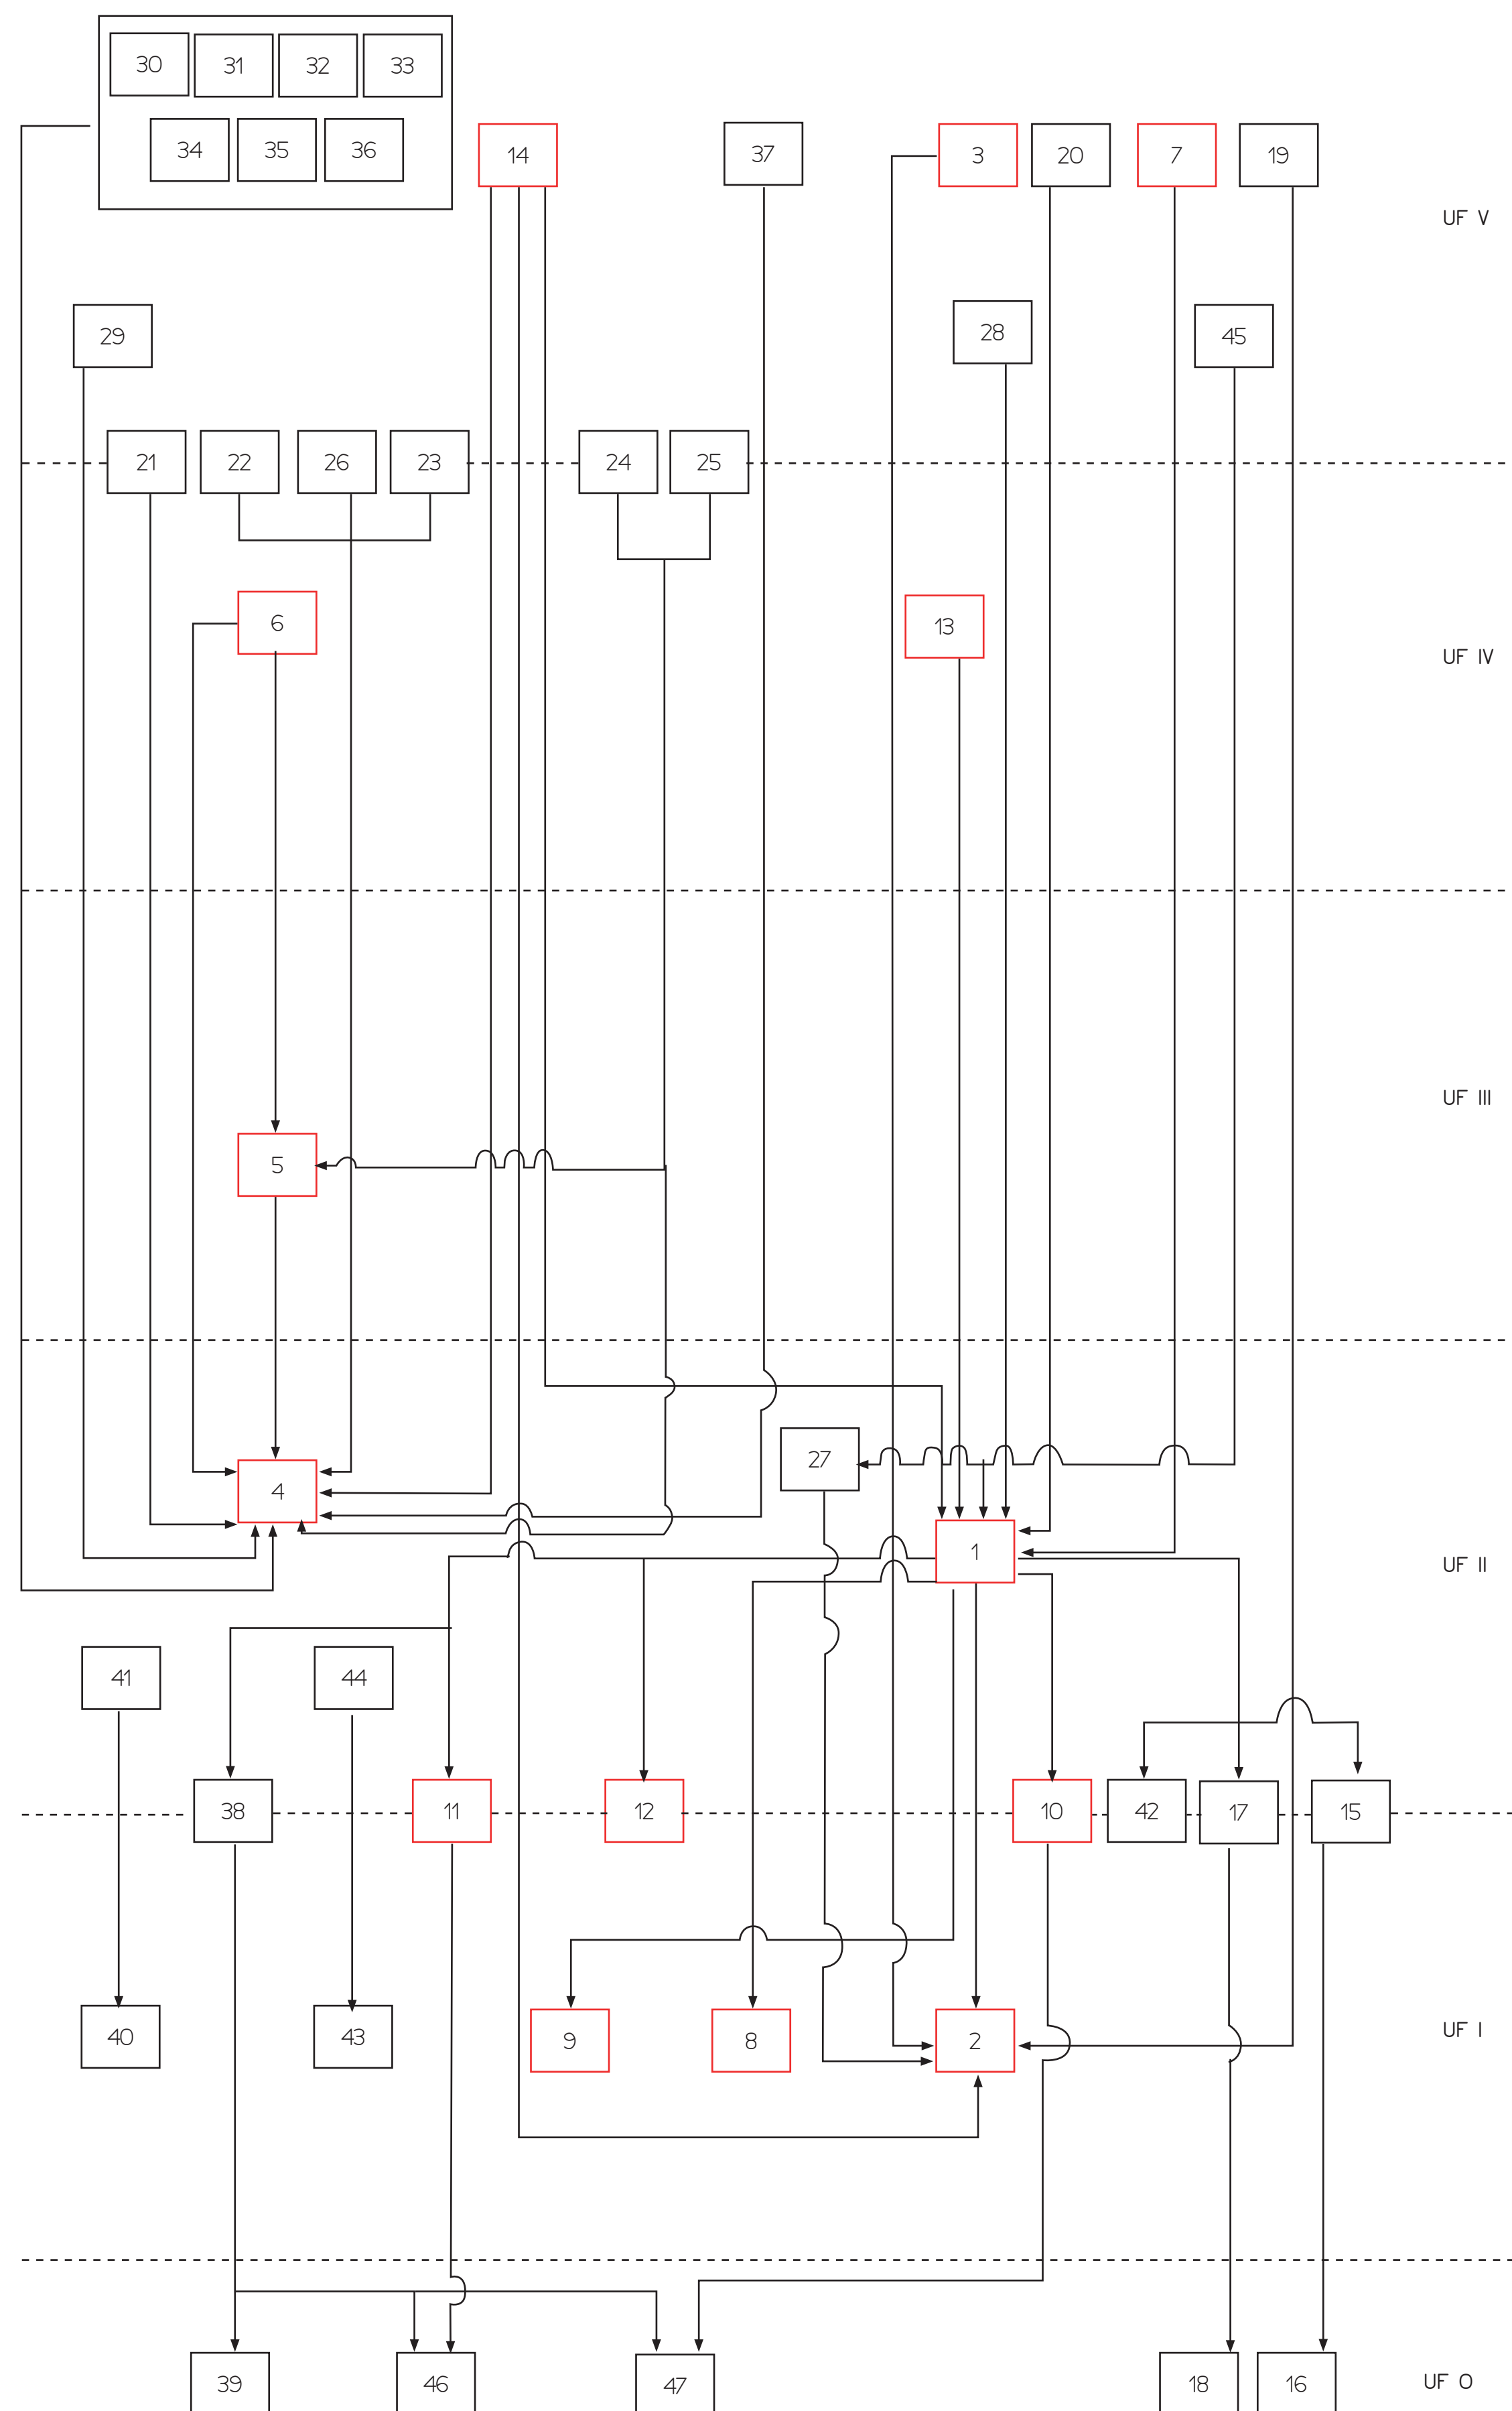 30 31 32 33
34 35 36
14 37 3 20 7 19
UF V
29 28 45
21 22 26 23 24 25
6 13
UF IV
UF III
5
27
4
1
UF II
41 44
38 11 12 10 42 17 15
40 43 9 8 2
UF I
39 46 47 18 16
UF 0